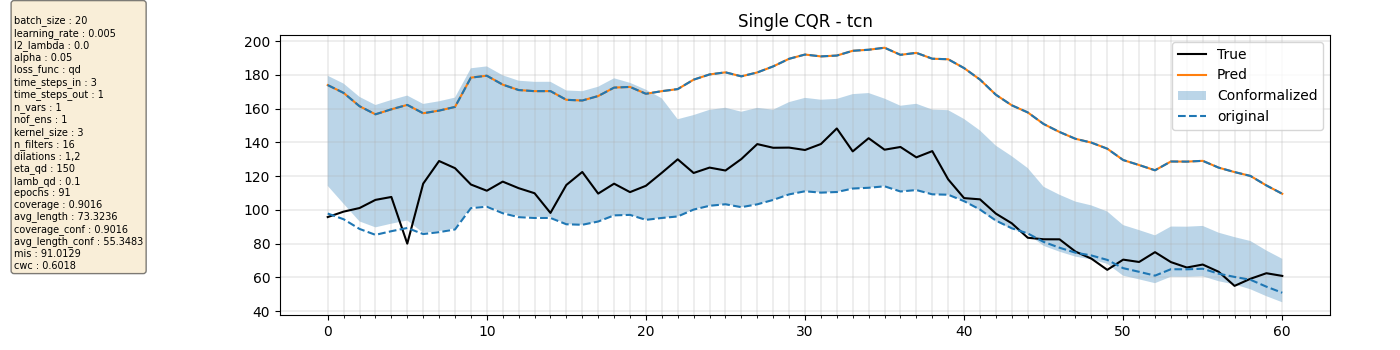 batch_size : 20
learning_rate : 0.005
l2_lambda : 0.0
alpha : 0.05
loss_func : qd
time_steps_in : 3
time_steps_out : 1
n_vars : 1
nof_ens : 1
kernel_size : 3
n_filters : 16
dilations : 1,2
eta_qd : 150
lamb_qd : 0.1
epochs : 91
coverage : 0.9016
avg_length : 73.3236
coverage_conf : 0.9016
avg_length_conf : 55.3483
mis : 91.0129
cwc : 0.6018
Single CQR - tcn
200
180
160
140
120
100
80
60
40
0 10 20 30 40 50 60
True
Pred
Conformalized
original